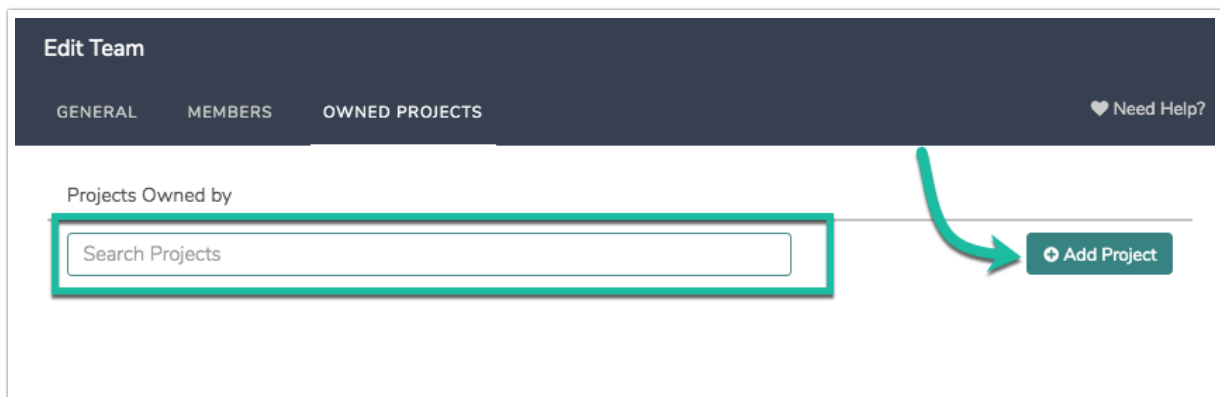 Edit Team
GENERAL MEMBERS OWNED PROJECTS Need Help?
Projects Owned by
Search Projects Add Project